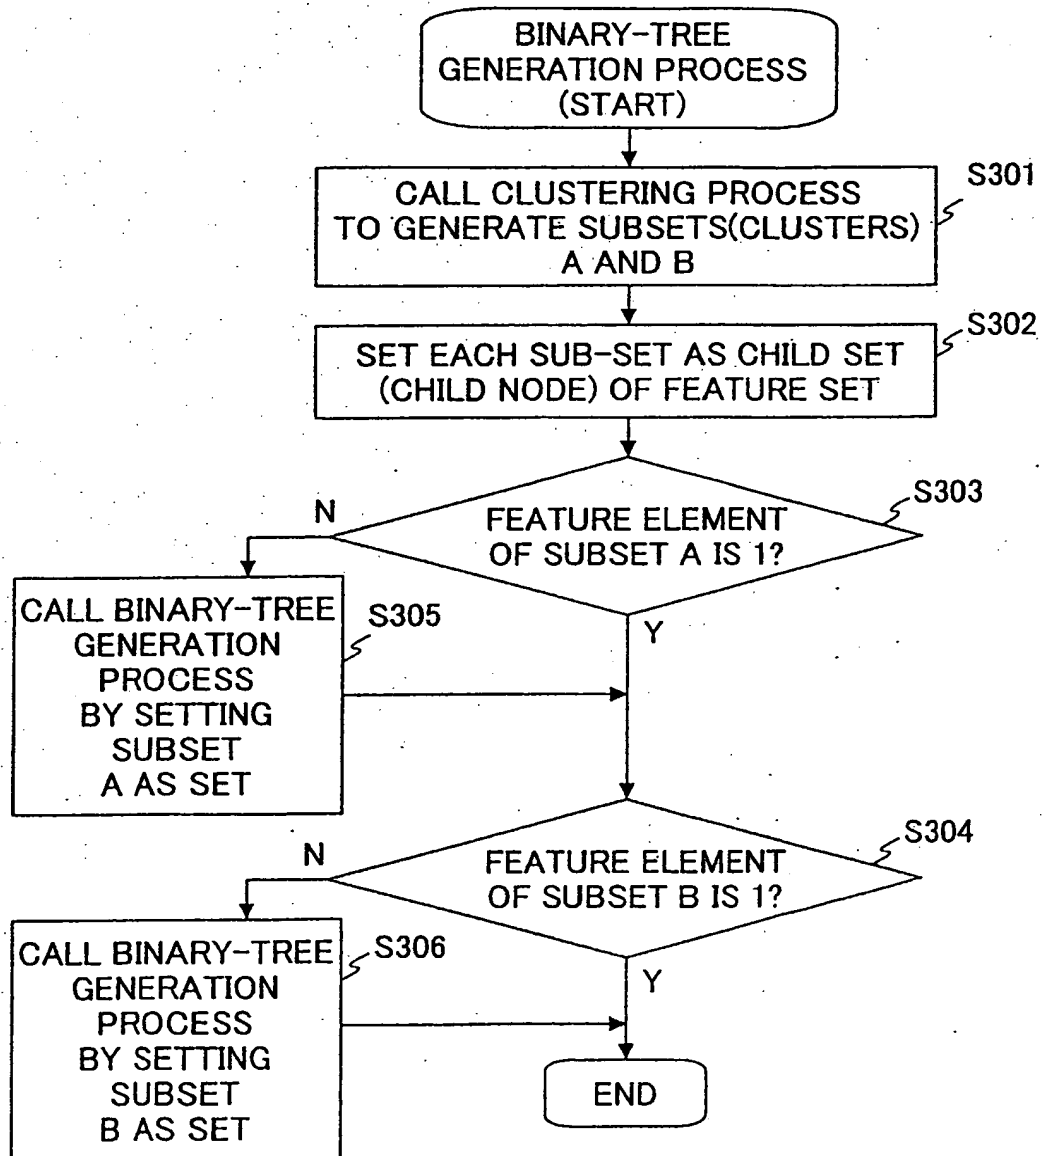 BINARY-TREE
GENERATION PROCESS
(START)
S301
CALL CLUSTERING PROCESS
TO GENERATE SUBSETS(CLUSTERS)
A AND B
S302
SET EACH SUB-SET AS CHILD SET
(CHILD NODE) OF FEATURE SET
S303
N
FEATURE ELEMENT
OF SUBSET A IS 1?
Y
CALL BINARY-TREE
GENERATION
PROCESS
BY SETTING
SUBSET
A AS SET
S305
S304
N
FEATURE ELEMENT
OF SUBSET B IS 1?
Y
CALL BINARY-TREE
GENERATION
PROCESS
BY SETTING
SUBSET
B AS SET
S306
END